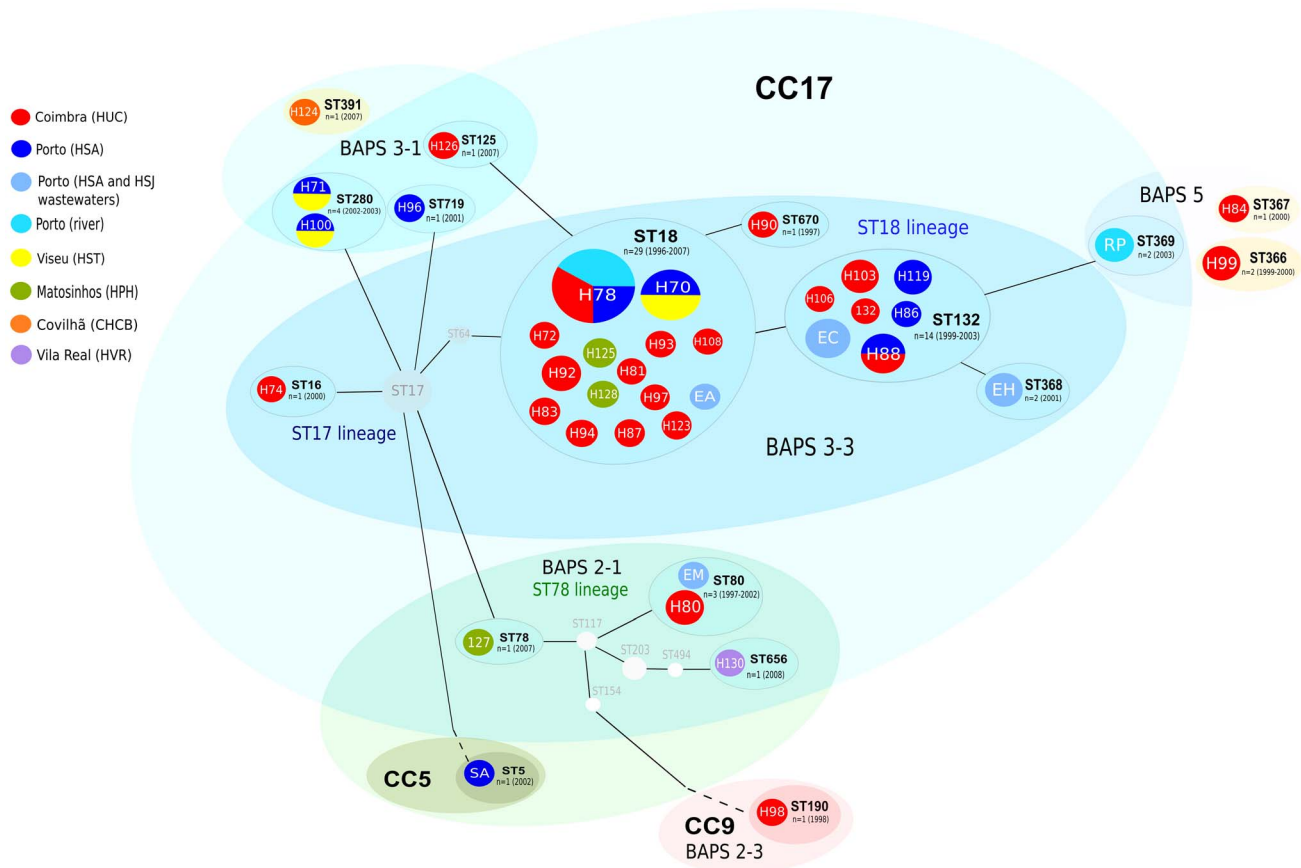 Coimbra (HUC)
Porto (HSA)
Porto (HSA and HSJ
wastewaters)
Porto (river)
Viseu (HST)
Matosinhos (HPH)
Covilhã (CHCB)
Vila Real (HVR)
CC17
H124
ST391
n=1 (2007)
BAPS 3-1
H126
ST125
n=1 (2007)
H71
H100
ST280
n=4 (2002-2003)
H96
ST719
n=1 (2001)
ST18
n=29 (1996-2007)
H78
H70
H72
H125
H93
H108
H92
H81
H128
H97
EA
H83
H94
H87
H123
H90
ST670
n=1 (1997)
ST18 lineage
H103
H119
H106
132
H86
EC
H88
ST132
n=14 (1999-2003)
BAPS 5
RP
ST369
n=2 (2003)
H84
ST367
n=1 (2000)
H99
ST366
n=2 (1999-2000)
EH
ST368
n=2 (2001)
BAPS 3-3
ST64
H74
ST16
n=1 (2000)
ST17
ST17 lineage
BAPS 2-1
ST78 lineage
EM
H80
ST80
n=3 (1997-2002)
127
ST78
n=1 (2007)
ST117
ST203
ST494
H130
ST656
n=1 (2008)
ST154
CC5
SA
ST5
n=1 (2002)
CC9
BAPS 2-3
H98
ST190
n=1 (1998)